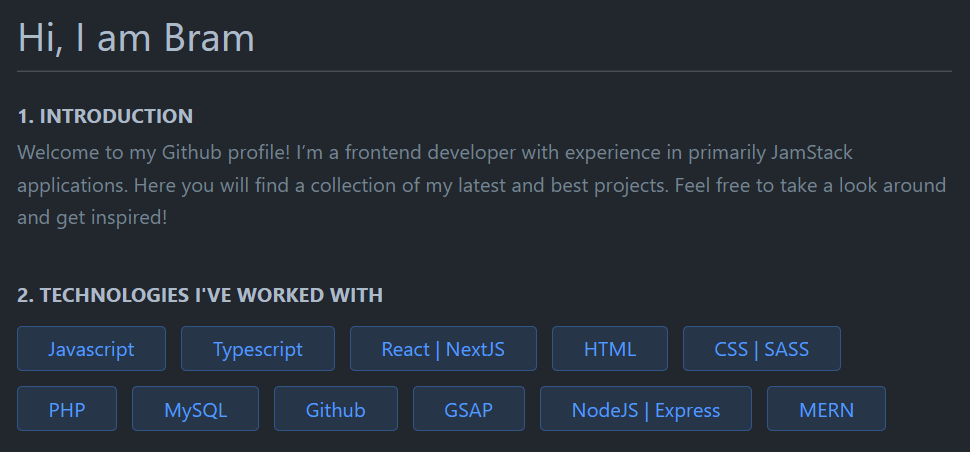 Hi, I am Bram
1. INTRODUCTION
Welcome to my Github profile! I’m a frontend developer with experience in primarily JamStack
applications. Here you will find a collection of my latest and best projects. Feel free to take a look around
and get inspired!
2. TECHNOLOGIES I'VE WORKED WITH
Javascript Typescript React | NextJS HTML CSS | SASS
PHP MySQL Github GSAP NodeJS | Express MERN